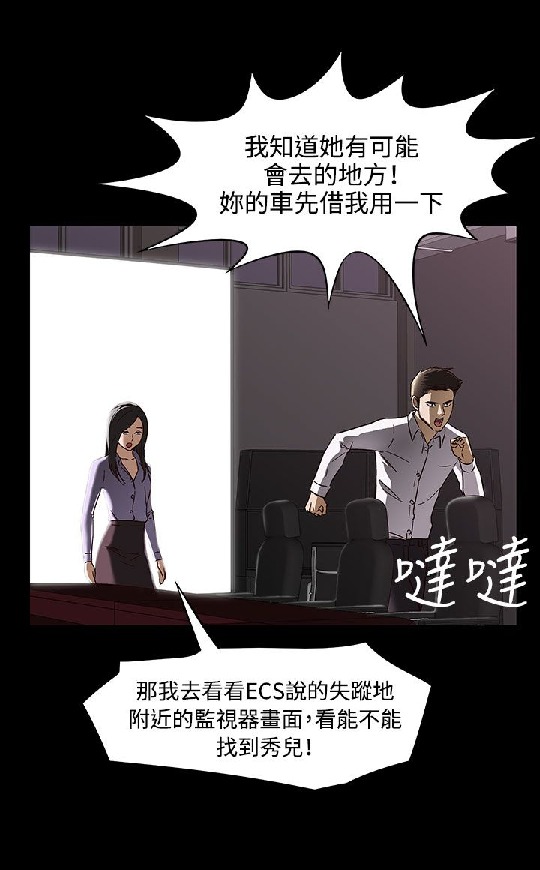 我知道她有可能
會去的地方！
妳的車先借我用一下
噠噠
那我去看看ECS說的失蹤地
附近的監視器畫面，看能不能
找到秀兒！